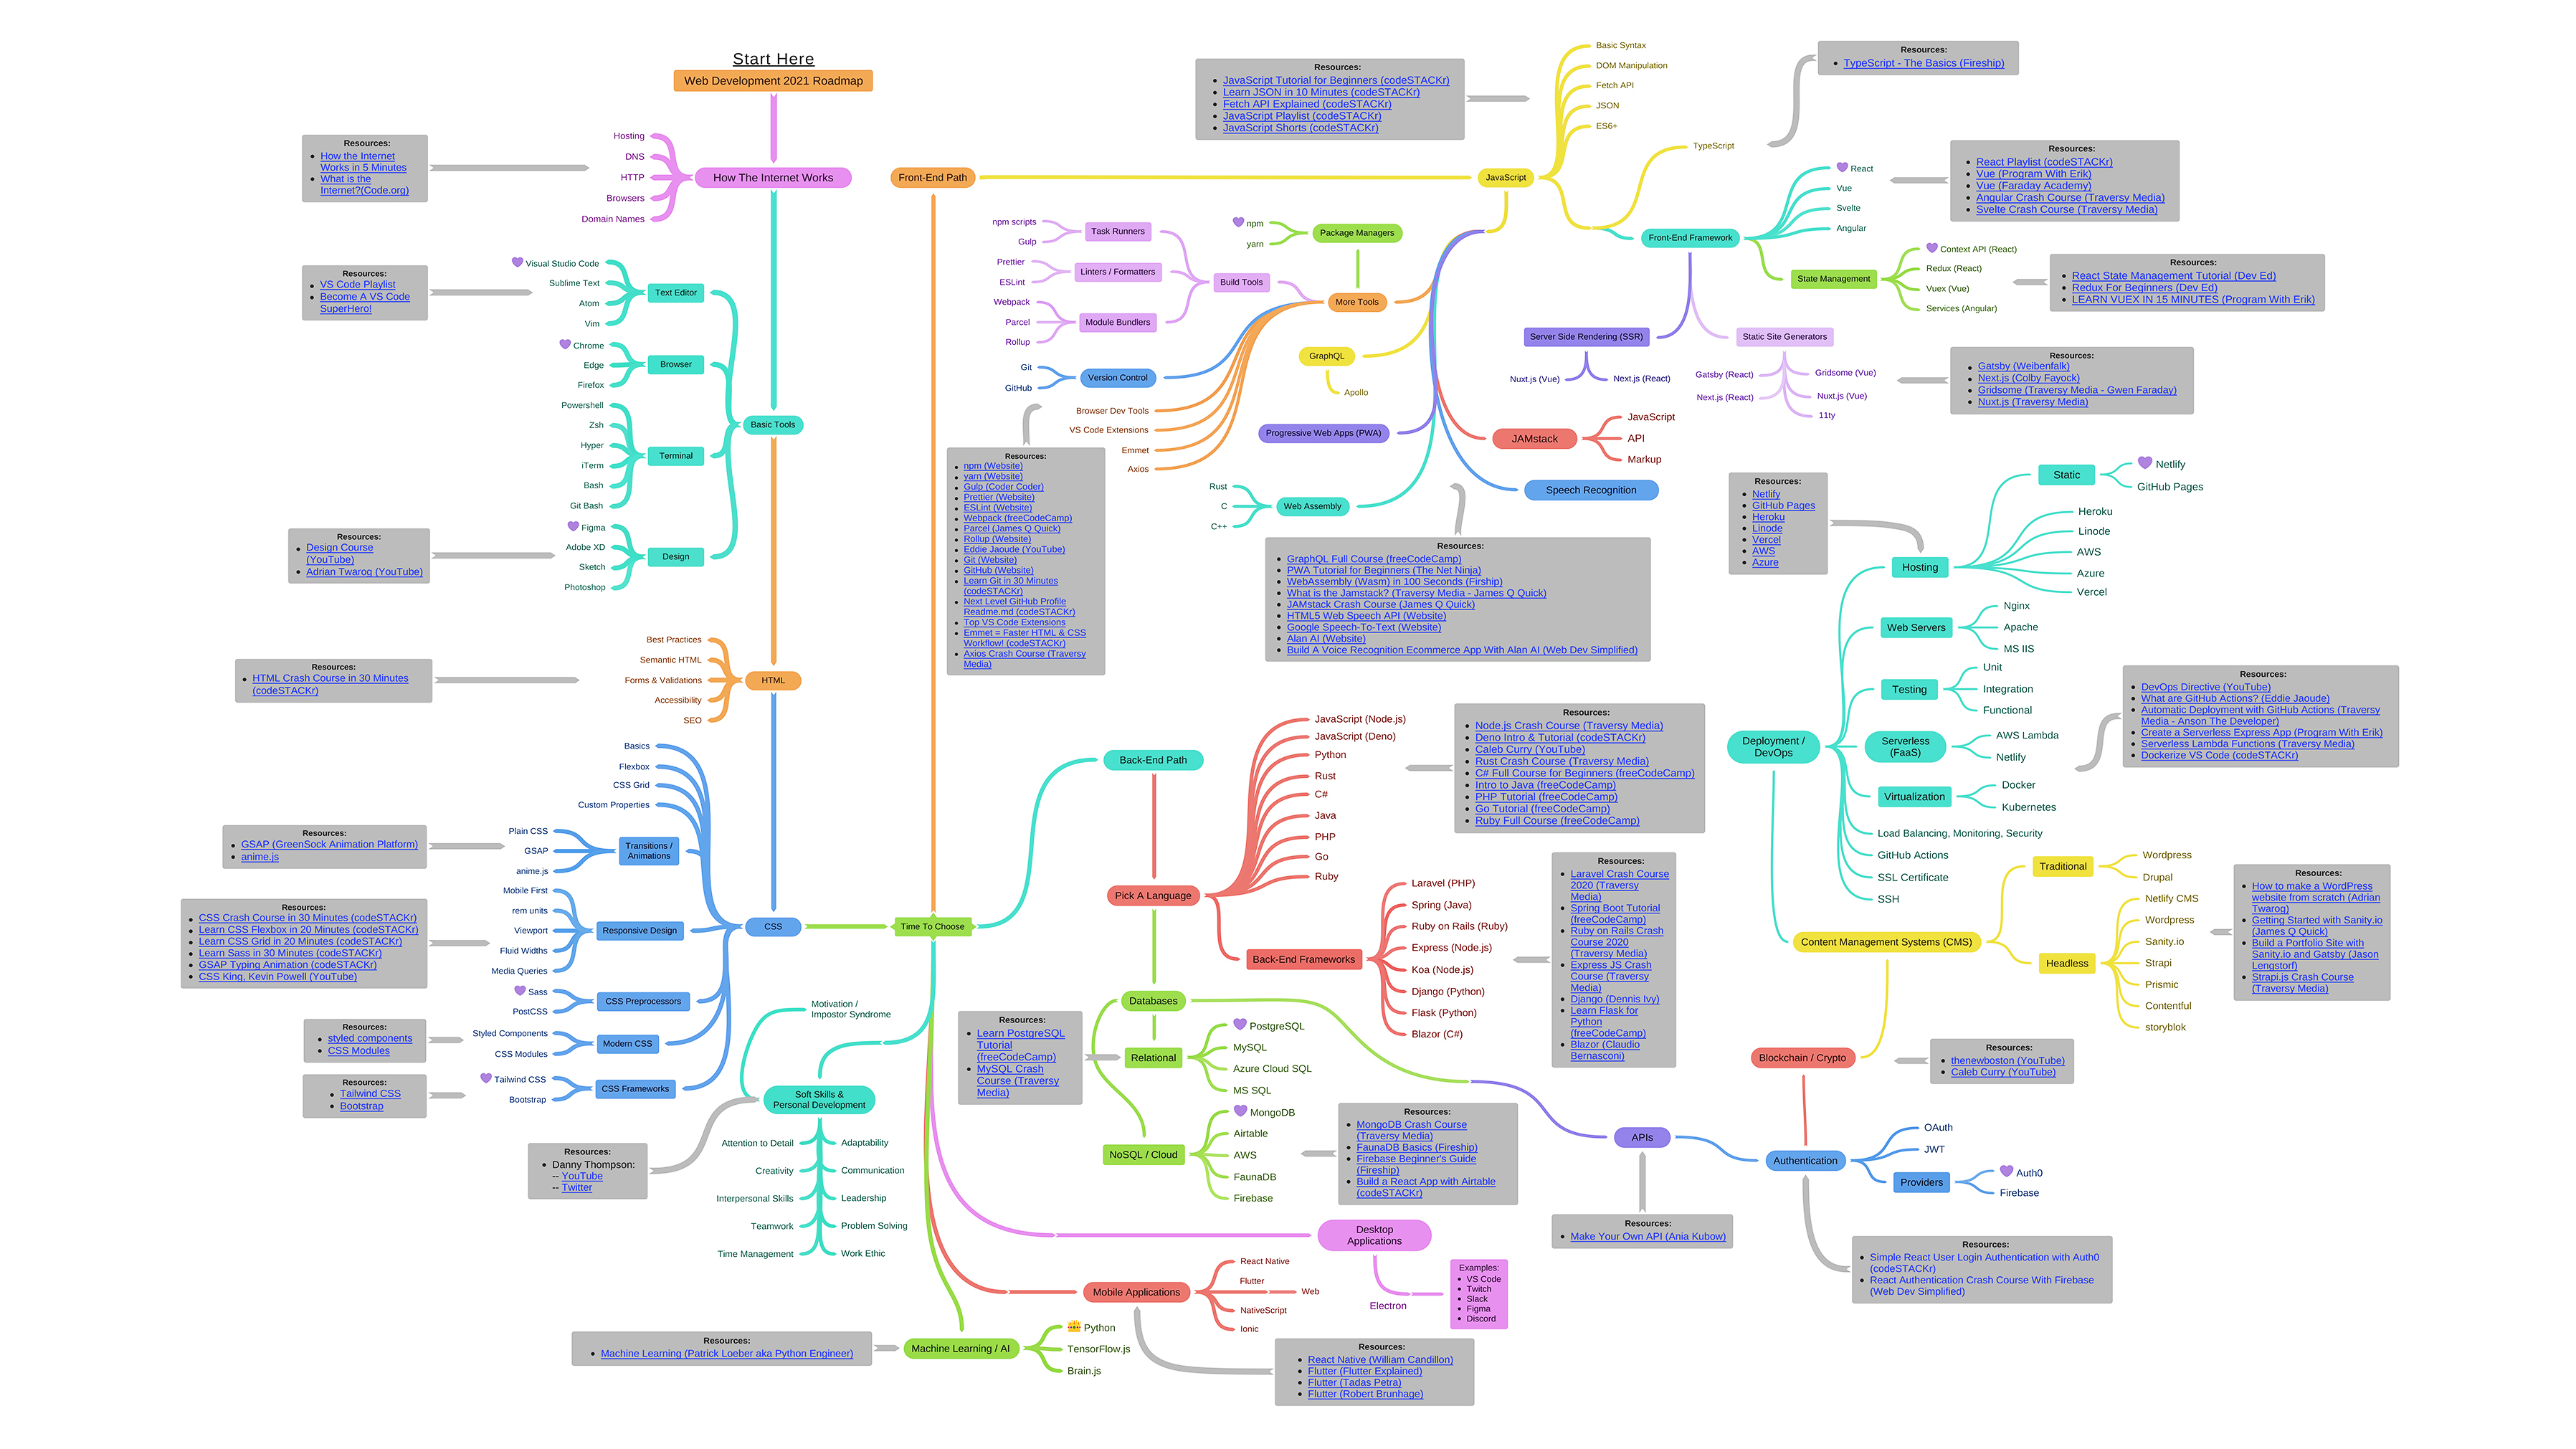 Start Here
Web Development 2021 Roadmap
How The Internet Works
Hosting
DNS
HTTP
Browsers
Domain Names
Resources:
How the Internet
Works in 5 Minutes
What is the
Internet?(Code.org)
Basic Tools
Text Editor
Visual Studio Code
Sublime Text
Atom
Vim
Resources:
VS Code Playlist
Become A VS Code
SuperHero!
Browser
Chrome
Edge
Firefox
Terminal
Powershell
Zsh
Hyper
iTerm
Bash
Git Bash
Design
Figma
Adobe XD
Sketch
Photoshop
Resources:
Design Course
(YouTube)
Adrian Twarog (YouTube)
HTML
Best Practices
Semantic HTML
Forms & Validations
Accessibility
SEO
Resources:
HTML Crash Course in 30 Minutes
(codeSTACKr)
CSS
Basics
Flexbox
CSS Grid
Custom Properties
Transitions /
Animations
Plain CSS
GSAP
anime.js
Resources:
GSAP (GreenSock Animation Platform)
anime.js
Responsive Design
Mobile First
rem units
Viewport
Fluid Widths
Media Queries
Resources:
CSS Crash Course in 30 Minutes (codeSTACKr)
Learn CSS Flexbox in 20 Minutes (codeSTACKr)
Learn CSS Grid in 20 Minutes (codeSTACKr)
Learn Sass in 30 Minutes (codeSTACKr)
GSAP Typing Animation (codeSTACKr)
CSS King, Kevin Powell (YouTube)
CSS Preprocessors
Sass
PostCSS
Modern CSS
Styled Components
CSS Modules
Resources:
styled components
CSS Modules
CSS Frameworks
Tailwind CSS
Bootstrap
Resources:
Tailwind CSS
Bootstrap
Time To Choose
Motivation /
Impostor Syndrome
Soft Skills &
Personal Development
Attention to Detail
Creativity
Interpersonal Skills
Teamwork
Time Management
Adaptability
Communication
Leadership
Problem Solving
Work Ethic
Resources:
Danny Thompson:
-- YouTube
-- Twitter
Front-End Path
JavaScript
Basic Syntax
DOM Manipulation
Fetch API
JSON
ES6+
Resources:
JavaScript Tutorial for Beginners (codeSTACKr)
Learn JSON in 10 Minutes (codeSTACKr)
Fetch API Explained (codeSTACKr)
JavaScript Playlist (codeSTACKr)
JavaScript Shorts (codeSTACKr)
TypeScript
Resources:
TypeScript - The Basics (Fireship)
Front-End Framework
React
Vue
Svelte
Angular
Resources:
React Playlist (codeSTACKr)
Vue (Program With Erik)
Vue (Faraday Academy)
Angular Crash Course (Traversy Media)
Svelte Crash Course (Traversy Media)
State Management
Context API (React)
Redux (React)
Vuex (Vue)
Services (Angular)
Resources:
React State Management Tutorial (Dev Ed)
Redux For Beginners (Dev Ed)
LEARN VUEX IN 15 MINUTES (Program With Erik)
Server Side Rendering (SSR)
Nuxt.js (Vue)
Next.js (React)
Static Site Generators
Gatsby (React)
Next.js (React)
Gridsome (Vue)
Nuxt.js (Vue)
11ty
Resources:
Gatsby (Weibenfalk)
Next.js (Colby Fayock)
Gridsome (Traversy Media - Gwen Faraday)
Nuxt.js (Traversy Media)
More Tools
Package Managers
npm
yarn
Build Tools
Task Runners
npm scripts
Gulp
Linters / Formatters
Prettier
ESLint
Module Bundlers
Webpack
Parcel
Rollup
Version Control
Git
GitHub
Browser Dev Tools
VS Code Extensions
Emmet
Axios
Resources:
npm (Website)
yarn (Website)
Gulp (Coder Coder)
Prettier (Website)
ESLint (Website)
Webpack (freeCodeCamp)
Parcel (James Q Quick)
Rollup (Website)
Eddie Jaoude (YouTube)
Git (Website)
GitHub (Website)
Learn Git in 30 Minutes
(codeSTACKr)
Next Level GitHub Profile
Readme.md (codeSTACKr)
Top VS Code Extensions
Emmet = Faster HTML & CSS
Workflow! (codeSTACKr)
Axios Crash Course (Traversy
Media)
GraphQL
Apollo
Progressive Web Apps (PWA)
Web Assembly
Rust
C
C++
JAMstack
JavaScript
API
Markup
Speech Recognition
Resources:
GraphQL Full Course (freeCodeCamp)
PWA Tutorial for Beginners (The Net Ninja)
WebAssembly (Wasm) in 100 Seconds (Firship)
What is the Jamstack? (Traversy Media - James Q Quick)
JAMstack Crash Course (James Q Quick)
HTML5 Web Speech API (Website)
Google Speech-To-Text (Website)
Alan AI (Website)
Build A Voice Recognition Ecommerce App With Alan AI (Web Dev Simplified)
Back-End Path
Pick A Language
JavaScript (Node.js)
JavaScript (Deno)
Python
Rust
C#
Java
PHP
Go
Ruby
Resources:
Node.js Crash Course (Traversy Media)
Deno Intro & Tutorial (codeSTACKr)
Caleb Curry (YouTube)
Rust Crash Course (Traversy Media)
C# Full Course for Beginners (freeCodeCamp)
Intro to Java (freeCodeCamp)
PHP Tutorial (freeCodeCamp)
Go Tutorial (freeCodeCamp)
Ruby Full Course (freeCodeCamp)
Back-End Frameworks
Laravel (PHP)
Spring (Java)
Ruby on Rails (Ruby)
Express (Node.js)
Koa (Node.js)
Django (Python)
Flask (Python)
Blazor (C#)
Resources:
Laravel Crash Course
2020 (Traversy
Media)
Spring Boot Tutorial
(freeCodeCamp)
Ruby on Rails Crash
Course 2020
(Traversy Media)
Express JS Crash
Course (Traversy
Media)
Django (Dennis Ivy)
Learn Flask for
Python
(freeCodeCamp)
Blazor (Claudio
Bernasconi)
Databases
Relational
PostgreSQL
MySQL
Azure Cloud SQL
MS SQL
Resources:
Learn PostgreSQL
Tutorial
(freeCodeCamp)
MySQL Crash
Course (Traversy
Media)
NoSQL / Cloud
MongoDB
Airtable
AWS
FaunaDB
Firebase
Resources:
MongoDB Crash Course
(Traversy Media)
FaunaDB Basics (Fireship)
Firebase Beginner's Guide
(Fireship)
Build a React App with Airtable
(codeSTACKr)
APIs
Resources:
Make Your Own API (Ania Kubow)
Authentication
OAuth
JWT
Providers
Auth0
Firebase
Resources:
Simple React User Login Authentication with Auth0
(codeSTACKr)
React Authentication Crash Course With Firebase
(Web Dev Simplified)
Blockchain / Crypto
Resources:
thenewboston (YouTube)
Caleb Curry (YouTube)
Content Management Systems (CMS)
Traditional
Wordpress
Drupal
Headless
Netlify CMS
Wordpress
Sanity.io
Strapi
Prismic
Contentful
storyblok
Resources:
How to make a WordPress
website from scratch (Adrian
Twarog)
Getting Started with Sanity.io
(James Q Quick)
Build a Portfolio Site with
Sanity.io and Gatsby (Jason
Lengstorf)
Strapi.js Crash Course
(Traversy Media)
Deployment /
DevOps
Hosting
Static
Netlify
GitHub Pages
Heroku
Linode
AWS
Azure
Vercel
Resources:
Netlify
GitHub Pages
Heroku
Linode
Vercel
AWS
Azure
Web Servers
Nginx
Apache
MS IIS
Testing
Unit
Integration
Functional
Serverless
(FaaS)
AWS Lambda
Netlify
Virtualization
Docker
Kubernetes
Load Balancing, Monitoring, Security
GitHub Actions
SSL Certificate
SSH
Resources:
DevOps Directive (YouTube)
What are GitHub Actions? (Eddie Jaoude)
Automatic Deployment with GitHub Actions (Traversy
Media - Anson The Developer)
Create a Serverless Express App (Program With Erik)
Serverless Lambda Functions (Traversy Media)
Dockerize VS Code (codeSTACKr)
Desktop
Applications
Electron
Examples:
VS Code
Twitch
Slack
Figma
Discord
Mobile Applications
React Native
Flutter
Web
NativeScript
Ionic
Resources:
React Native (William Candillon)
Flutter (Flutter Explained)
Flutter (Tadas Petra)
Flutter (Robert Brunhage)
Machine Learning / AI
Python
TensorFlow.js
Brain.js
Resources:
Machine Learning (Patrick Loeber aka Python Engineer)